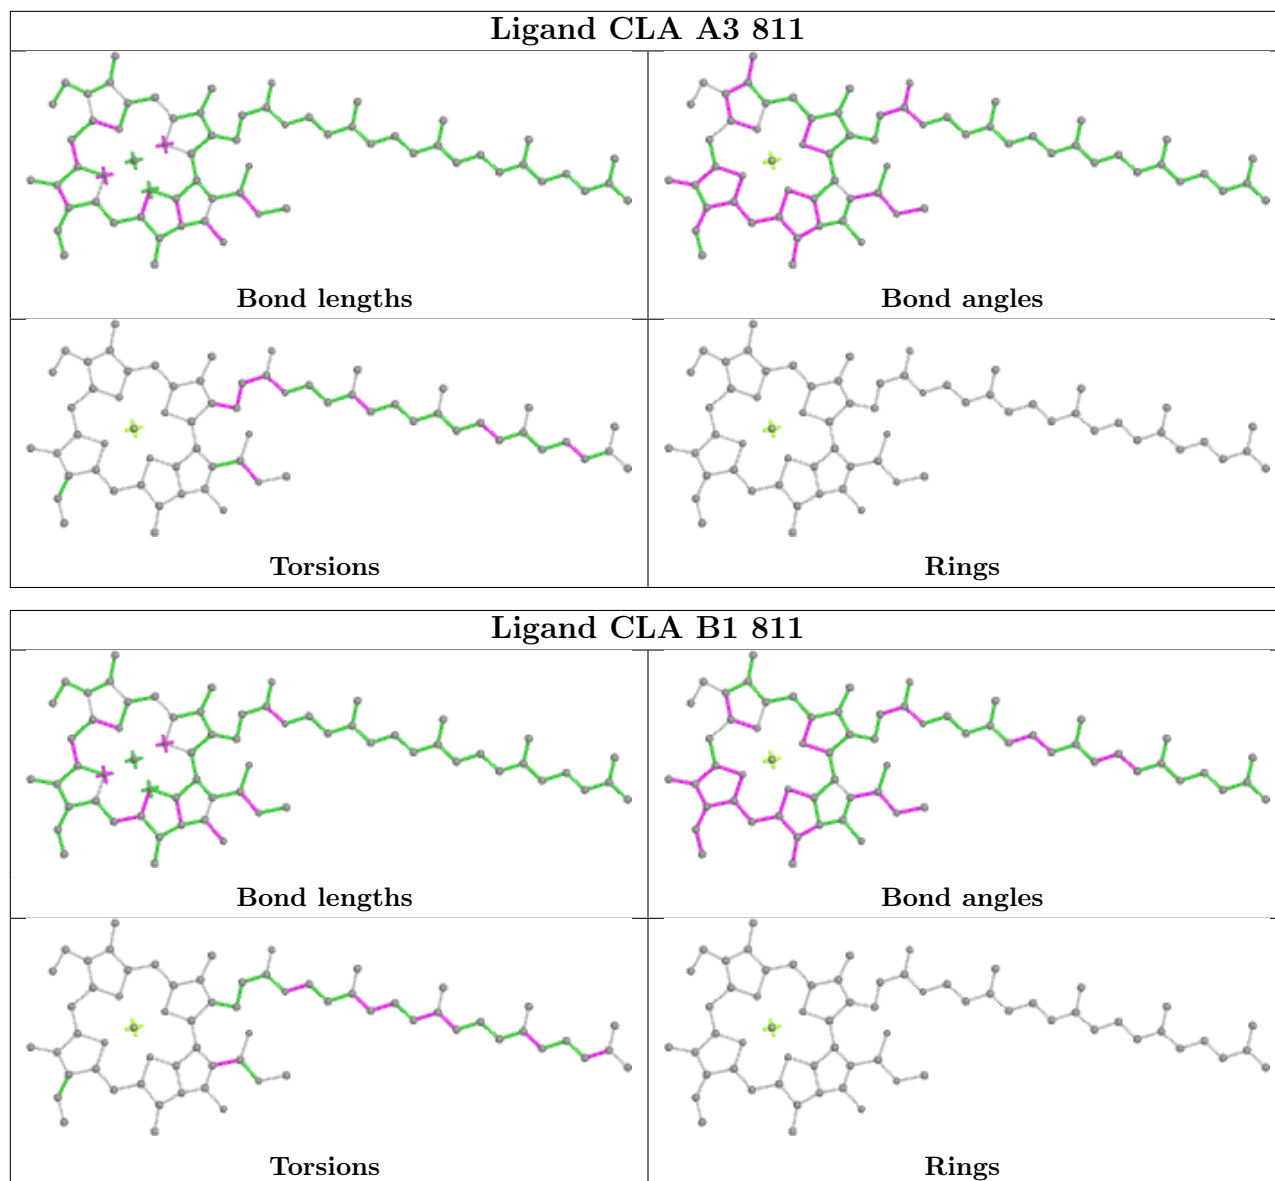 Ligand CLA A3 811
Bond lengths
Bond angles
Torsions
Rings
Ligand CLA B1 811
Bond lengths
Bond angles
Torsions
Rings